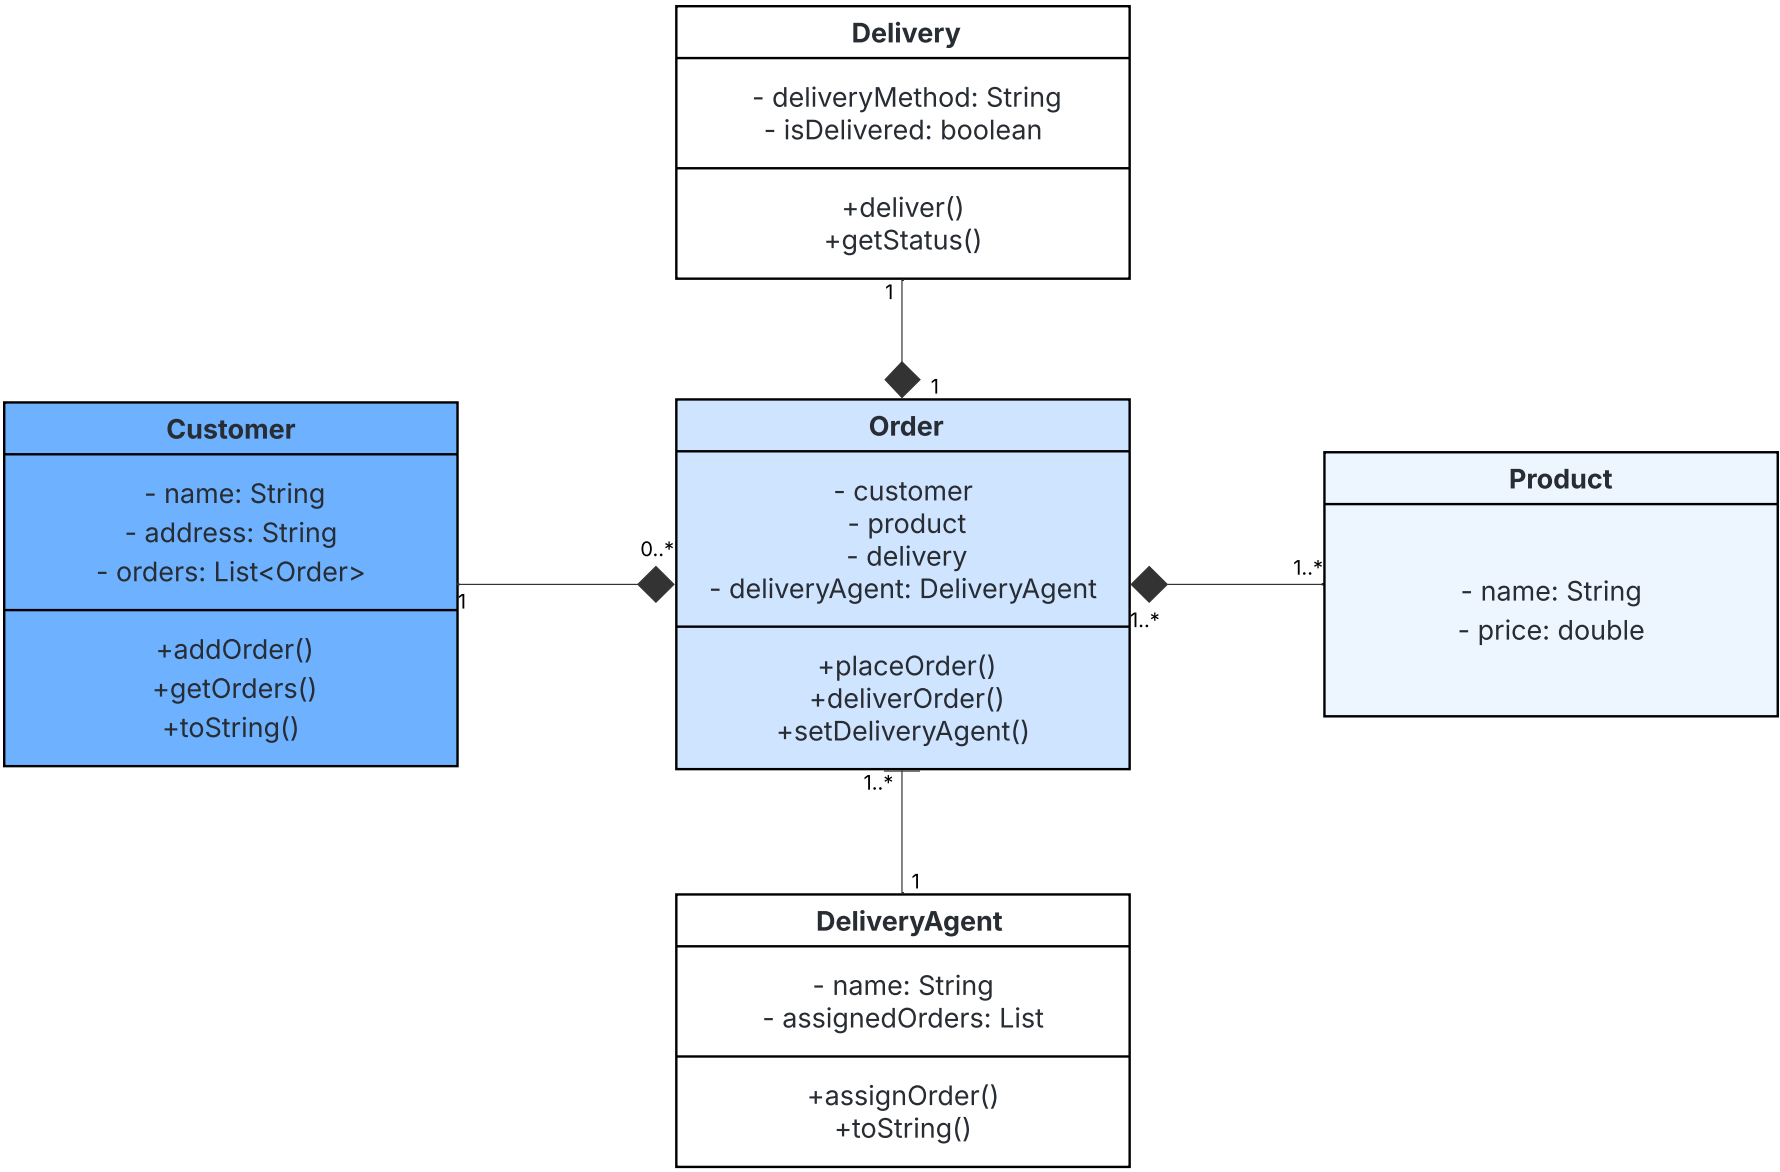 Delivery
- deliveryMethod: String
- isDelivered: boolean
+deliver()
+getStatus()
1
1
Customer
- name: String
- address: String
- orders: List<Order>
+addOrder()
+getOrders()
+toString()
1
0..*
Order
- customer
- product
- delivery
- deliveryAgent: DeliveryAgent
+placeOrder()
+deliverOrder()
+setDeliveryAgent()
1..*
1..*
Product
- name: String
- price: double
1..*
1
DeliveryAgent
- name: String
- assignedOrders: List
+assignOrder()
+toString()